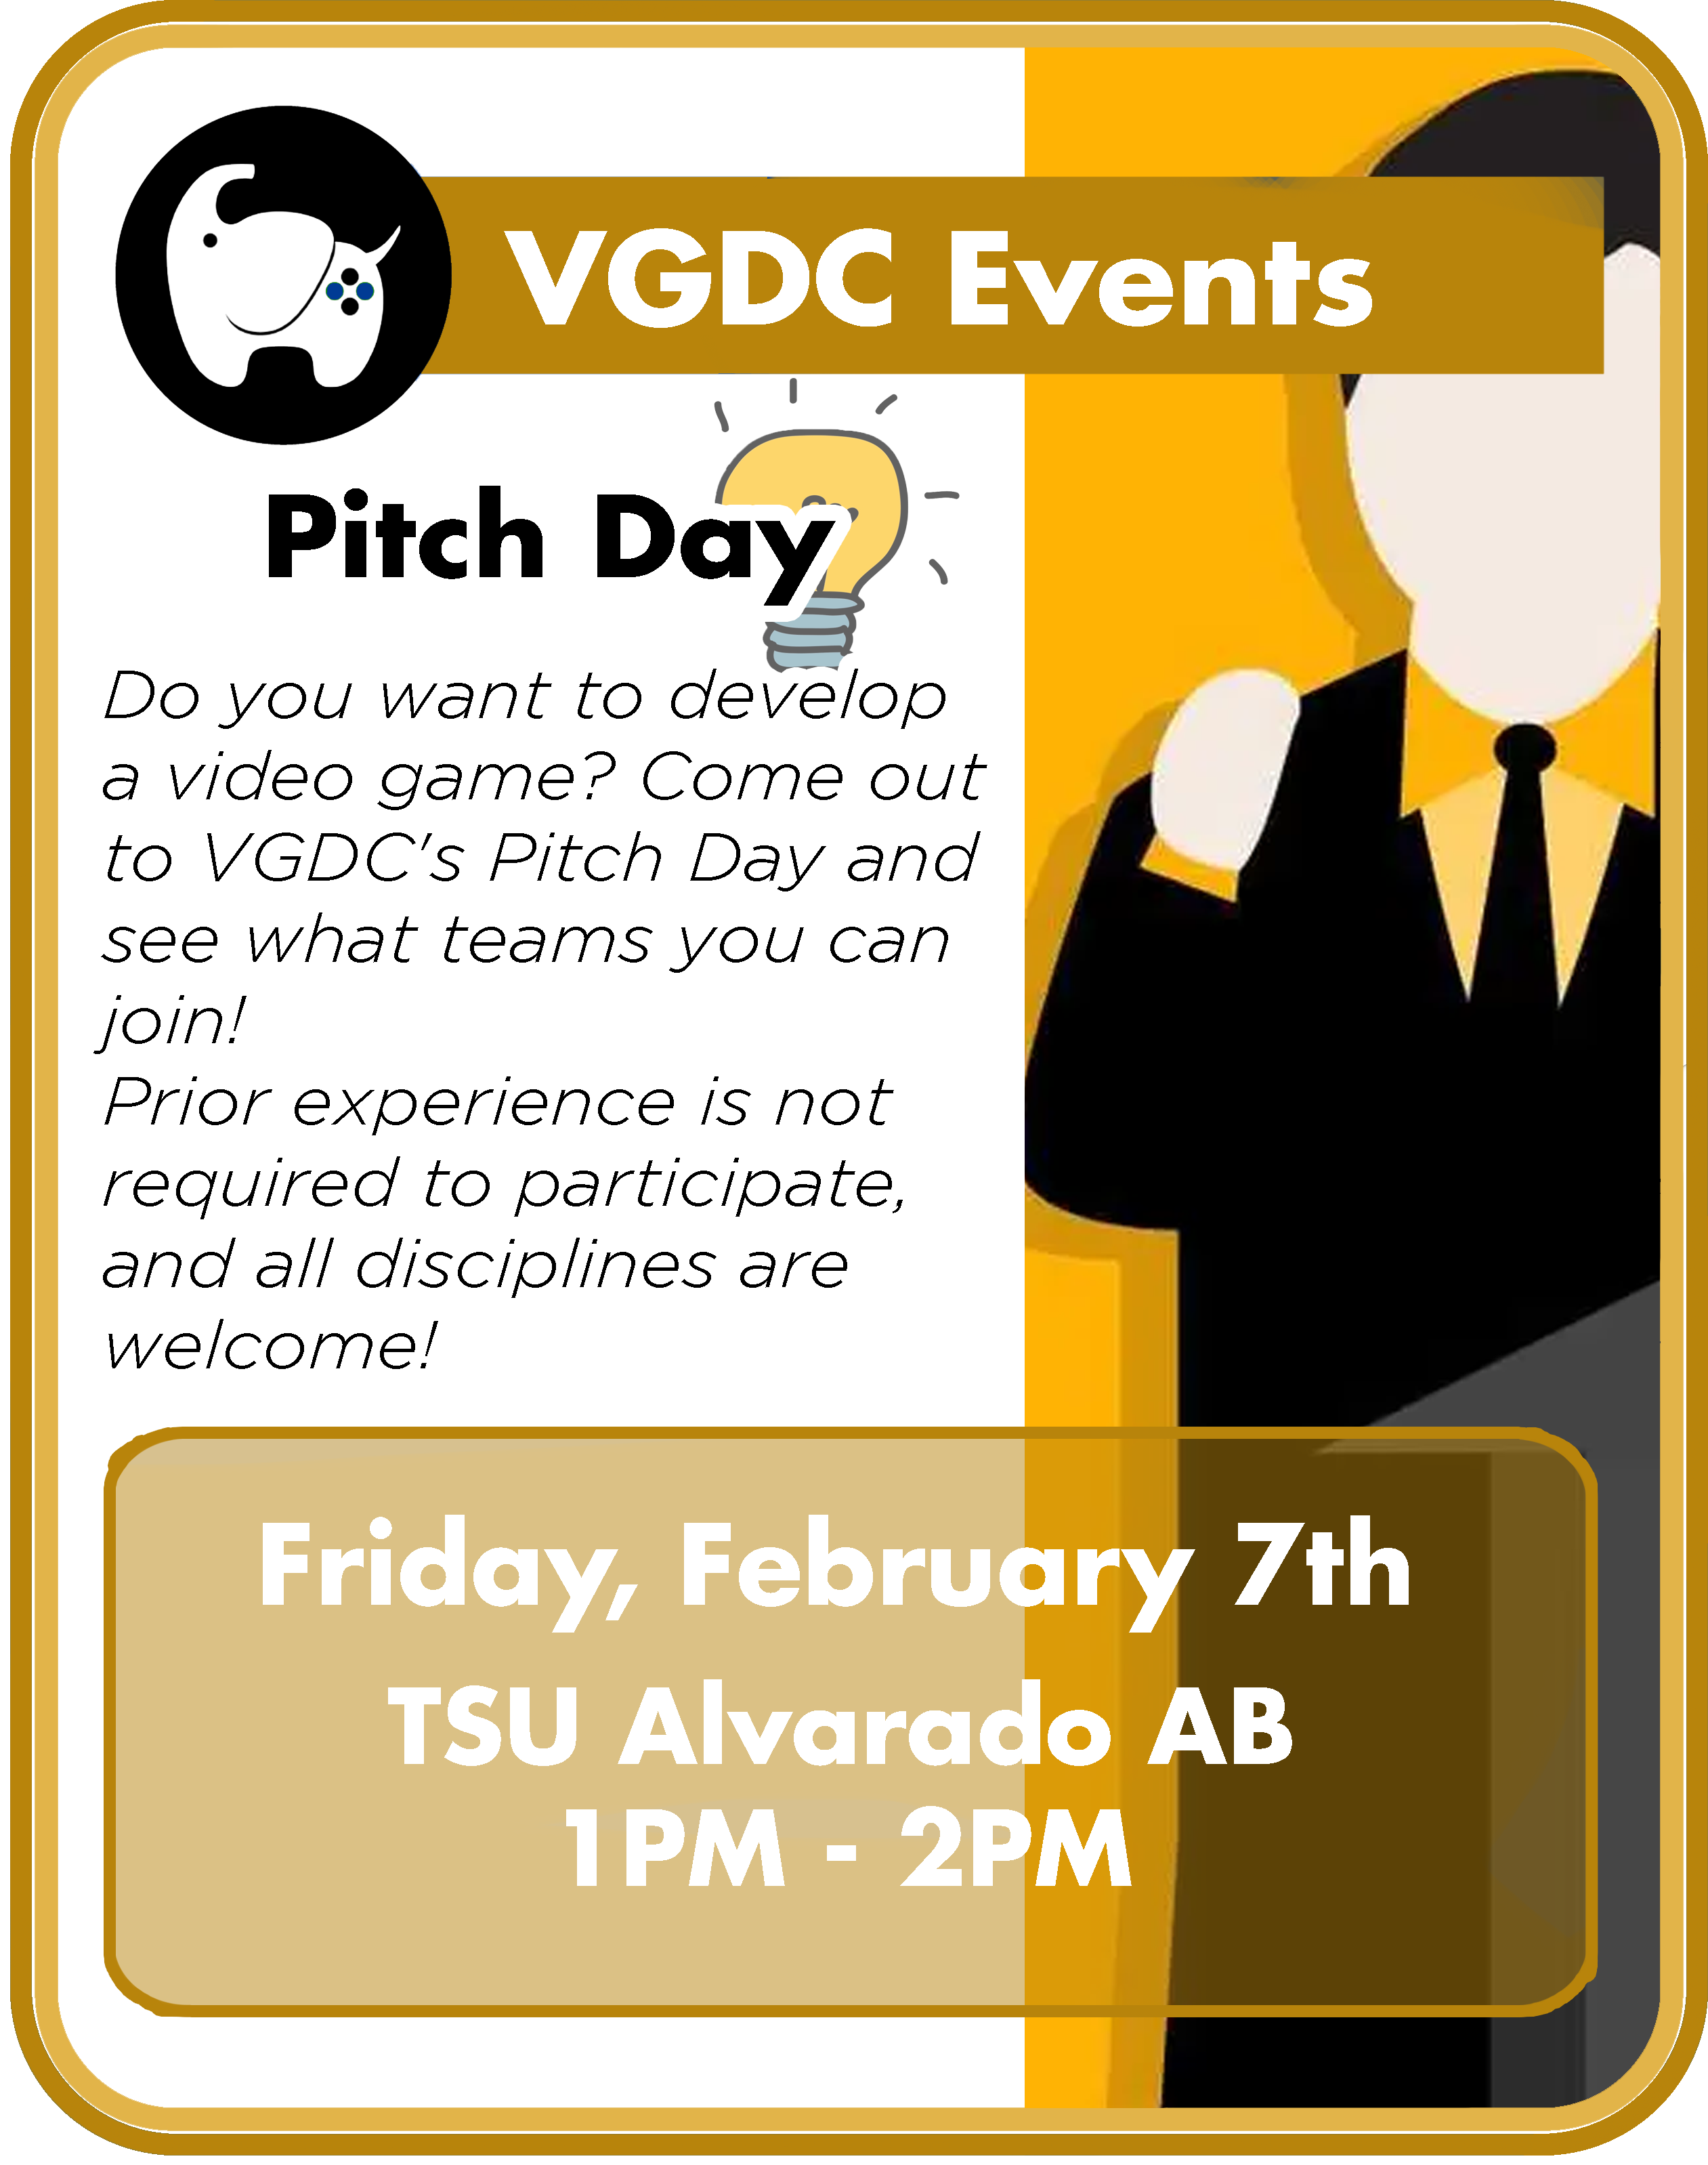 VGDC Events
Pitch Day
Do you want to develop
a video game? Come out
to VGDC's Pitch Day and
see what teams you can
join!
Prior experience is not
required to participate,
and all disciplines are
welcome!
Friday, February 7th
TSU Alvarado AB
1PM - 2PM